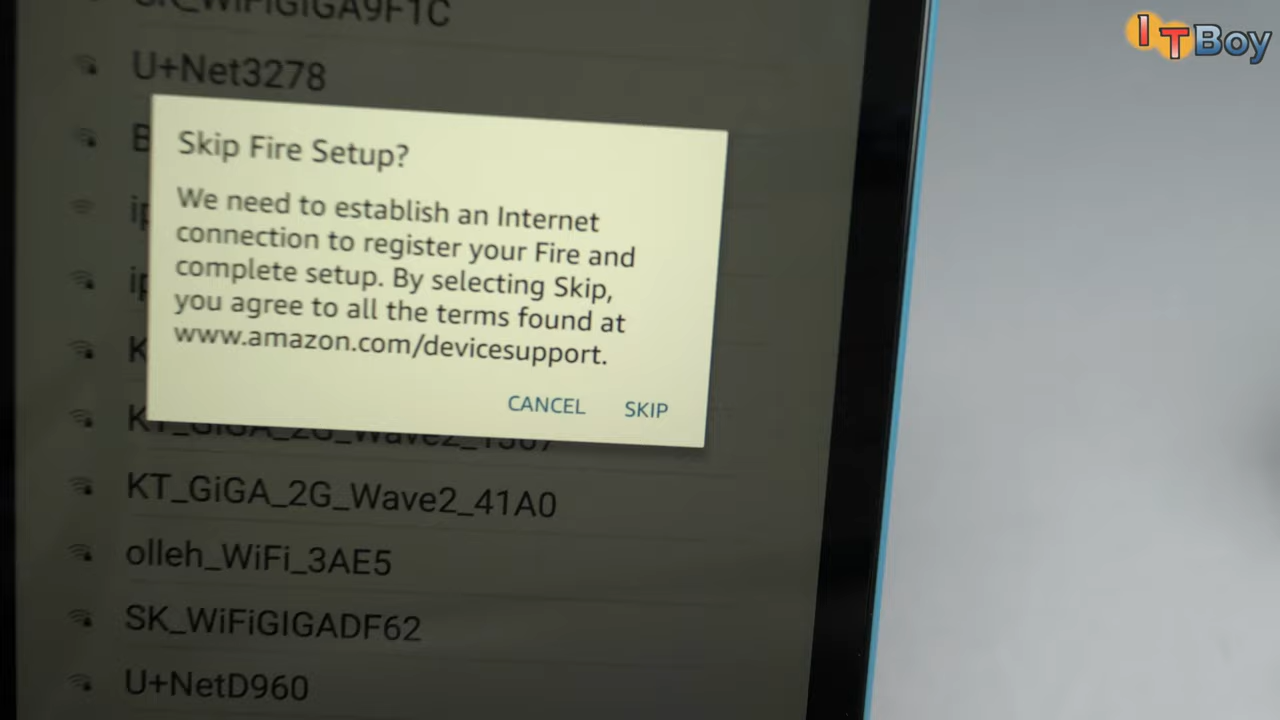 ITBoy
U+Net3278
Skip Fire Setup?
We need to establish an Internet
connection to register your Fire and
complete setup. By selecting Skip,
you agree to all the terms found at
www.amazon.com/devicesupport.
CANCEL SKIP
KT_GiGA_2G_Wave2_41A0
olleh_WiFi_3AE5
SK_WiFiGIGADF62
U+NetD960